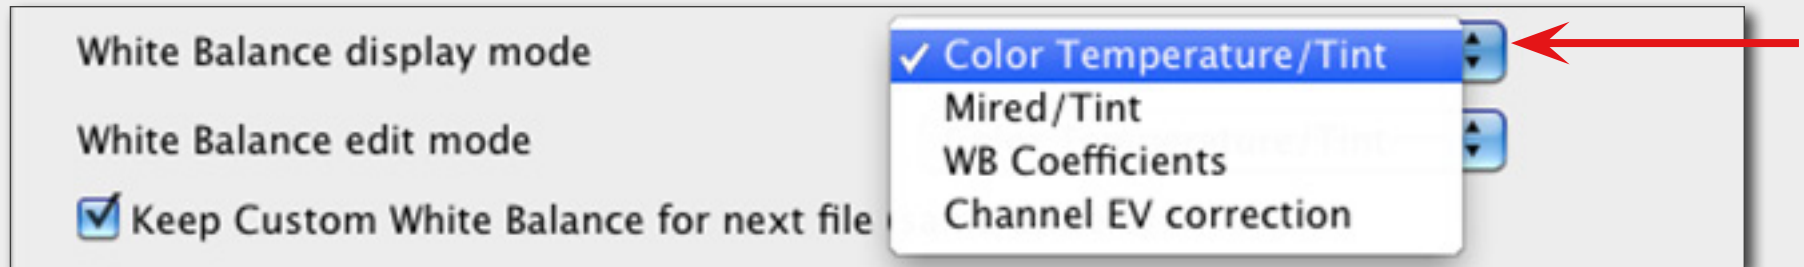 White Balance display mode
Color Temperature/Tint
Mired/Tint
White Balance edit mode
WB Coefficients
Keep Custom White Balance for next file
Channel EV correction